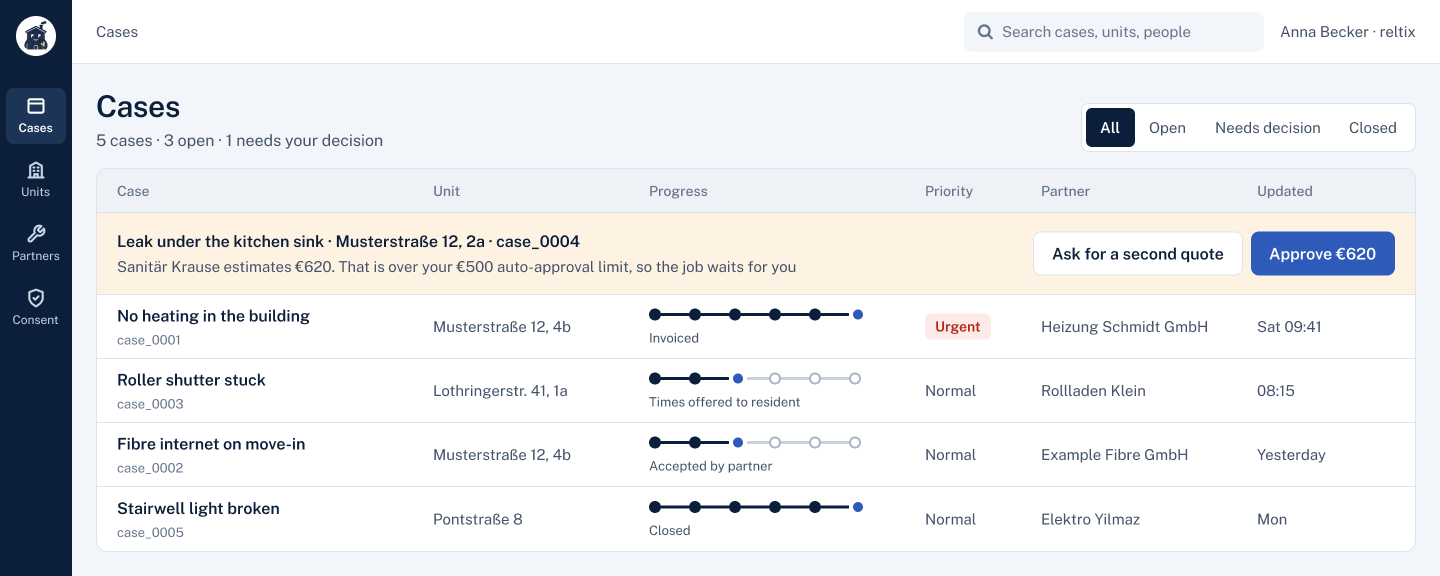 Cases
Search cases, units, people
Anna Becker · reltix
Cases
Units
Partners
Consent
Cases
5 cases · 3 open · 1 needs your decision
All
Open
Needs decision
Closed
Case
Unit
Progress
Priority
Partner
Updated
Leak under the kitchen sink · Musterstraße 12, 2a · case_0004
Sanitär Krause estimates €620. That is over your €500 auto-approval limit, so the job waits for you
Ask for a second quote
Approve €620
No heating in the building
case_0001
Musterstraße 12, 4b
Invoiced
Urgent
Heizung Schmidt GmbH
Sat 09:41
Roller shutter stuck
case_0003
Lothringerstr. 41, 1a
Times offered to resident
Normal
Rollladen Klein
08:15
Fibre internet on move-in
case_0002
Musterstraße 12, 4b
Accepted by partner
Normal
Example Fibre GmbH
Yesterday
Stairwell light broken
case_0005
Pontstraße 8
Closed
Normal
Elektro Yilmaz
Mon